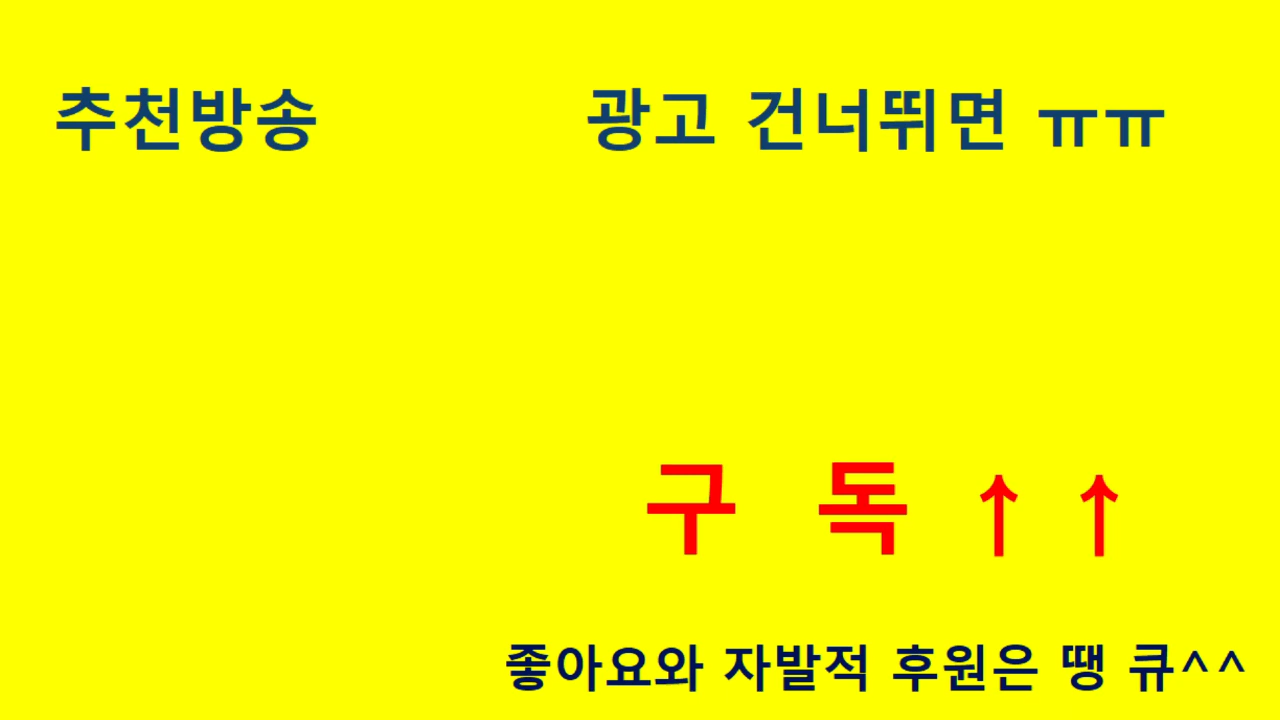 추천방송
광고 건너뛰면 ㅠㅠ
구 독 ↑ ↑
좋아요와 자발적 후원은 땡 큐^^